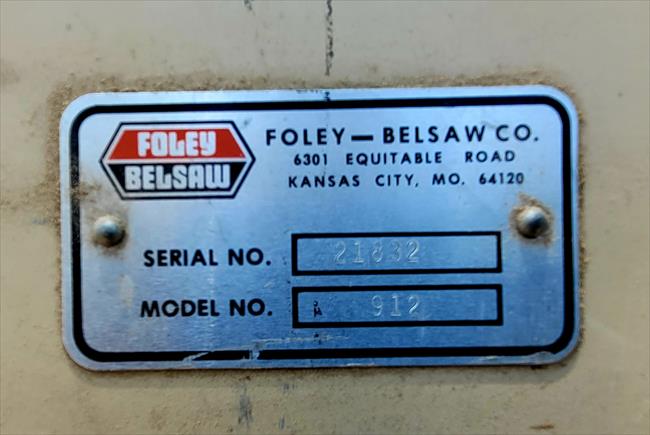 FOLEY
BELSAW
FOLEY — BELSAW CO.
6301 EQUITABLE ROAD
KANSAS CITY, MO. 64120
SERIAL NO. 21832
MODEL NO. 912